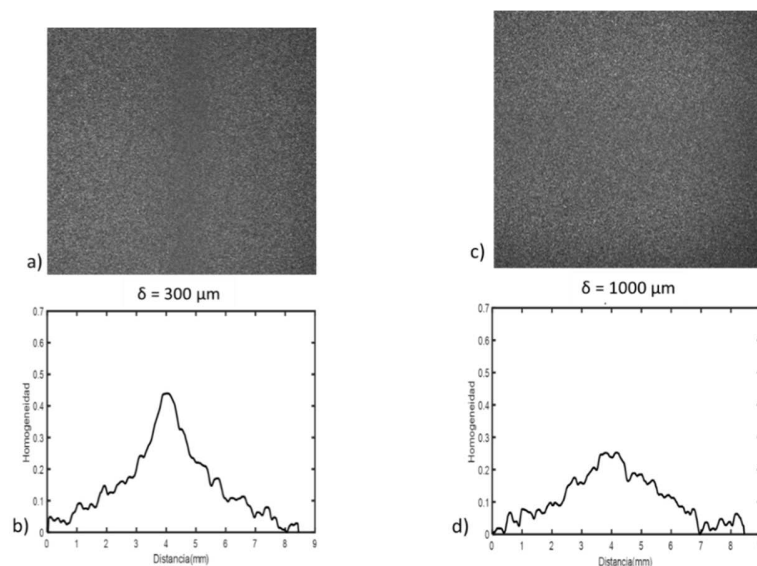 a)
c)
δ = 300 μm
δ = 1000 μm
0.7
0.6
0.5
0.4
0.3
0.2
0.1
0
Homogeneidad
0 1 2 3 4 5 6 7 8 9
Distancia(mm)
b)
0.7
0.6
0.5
0.4
0.3
0.2
0.1
0
Homogeneidad
0 1 2 3 4 5 6 7 8
Distancia(mm)
d)